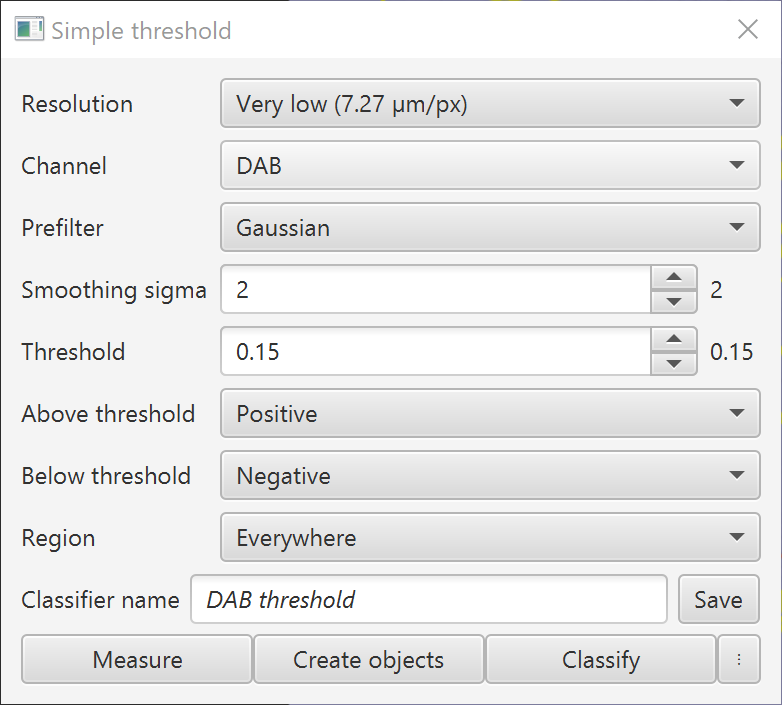 Simple threshold
Resolution Very low (7.27 µm/px)
Channel DAB
Prefilter Gaussian
Smoothing sigma 2 2
Threshold 0.15 0.15
Above threshold Positive
Below threshold Negative
Region Everywhere
Classifier name DAB threshold Save
Measure Create objects Classify